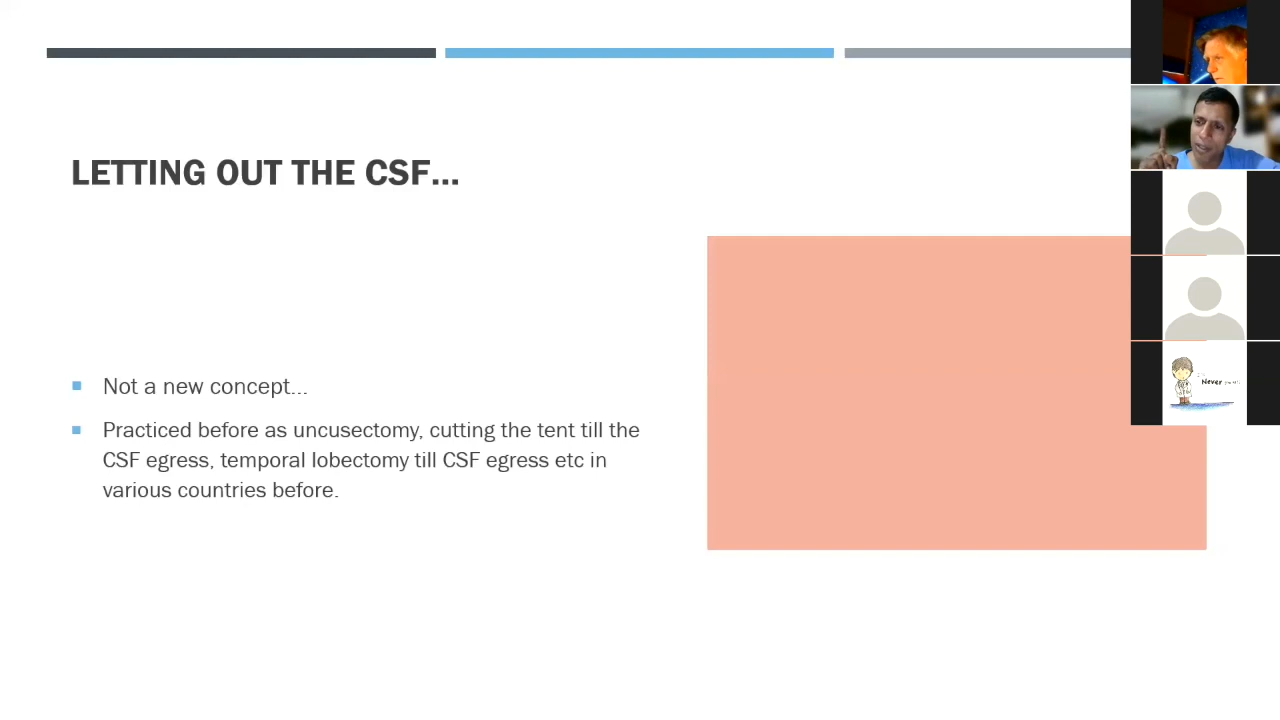 LETTING OUT THE CSF...
Not a new concept...
Practiced before as uncusectomy, cutting the tent till the
CSF egress, temporal lobectomy till CSF egress etc in
various countries before.
Never